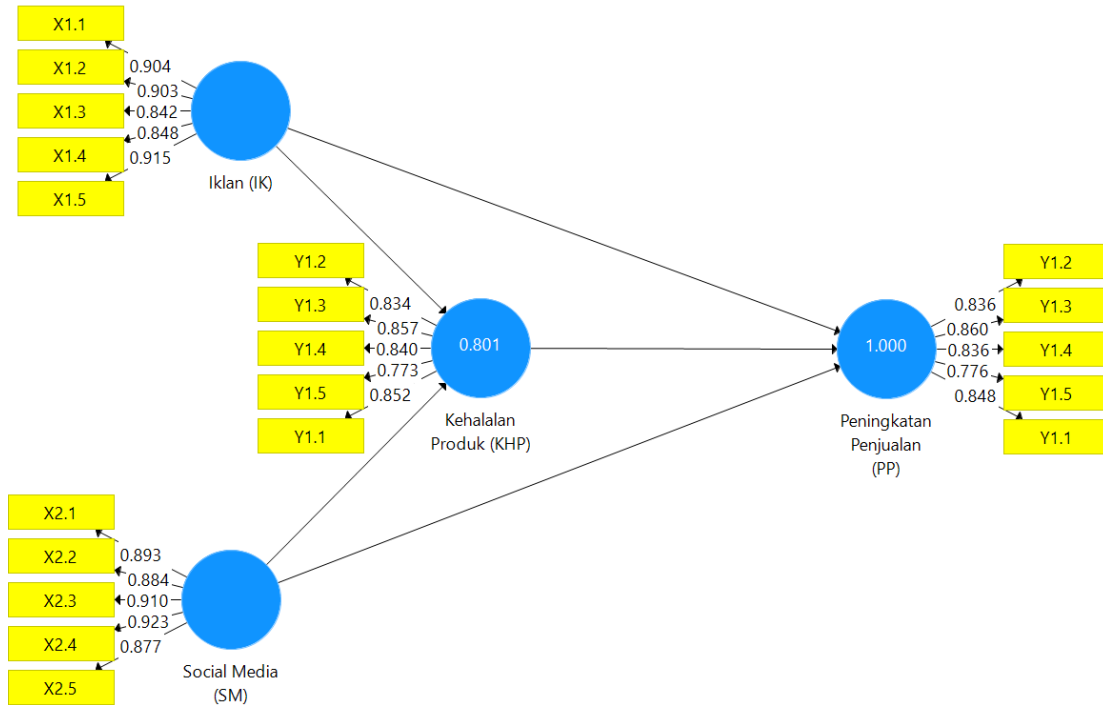 X1.1
X1.2
X1.3
X1.4
X1.5
0.904
0.903
0.842
0.848
0.915
Iklan (IK)
Y1.2
Y1.3
Y1.4
Y1.5
Y1.1
0.834
0.857
0.840
0.773
0.852
0.801
Kehalalan
Produk (KHP)
1.000
Peningkatan
Penjualan
(PP)
0.836
0.860
0.836
0.776
0.848
Y1.2
Y1.3
Y1.4
Y1.5
Y1.1
X2.1
X2.2
X2.3
X2.4
X2.5
0.893
0.884
0.910
0.923
0.877
Social Media
(SM)